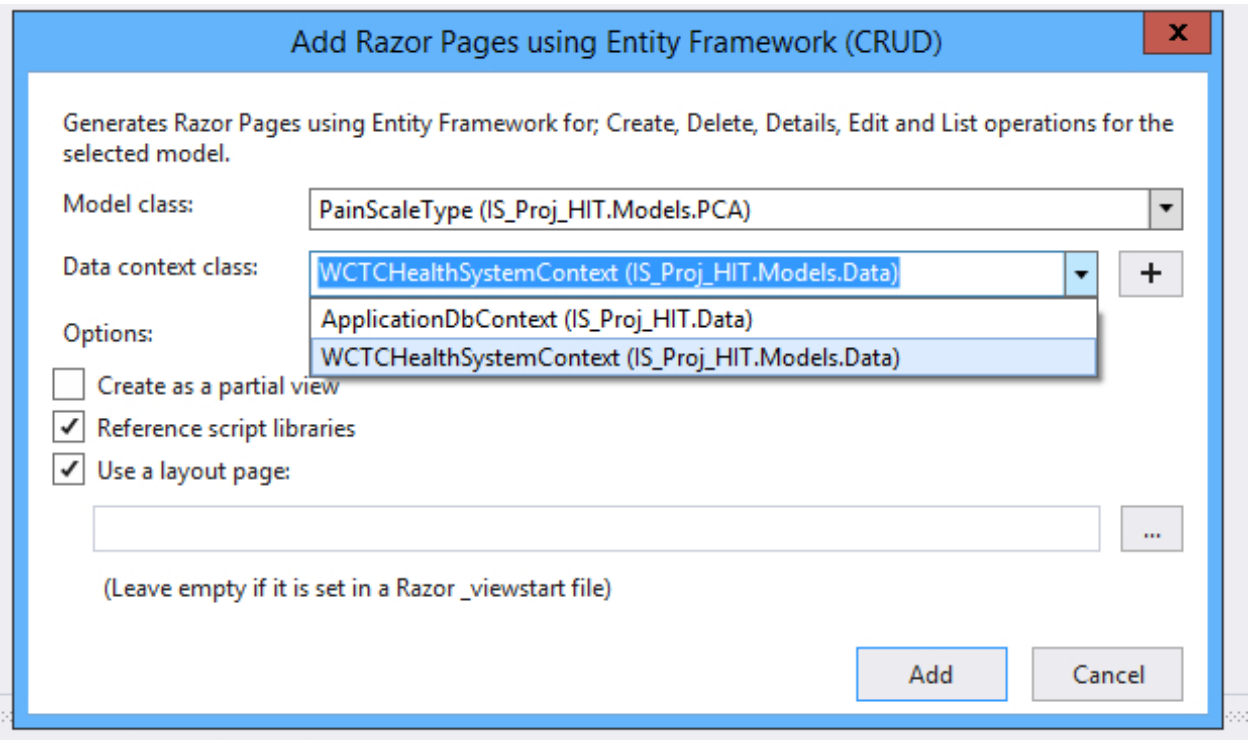 Add Razor Pages using Entity Framework (CRUD)
x
Generates Razor Pages using Entity Framework for; Create, Delete, Details, Edit and List operations for the
selected model.
Model class:
PainScaleType (IS_Proj_HIT.Models.PCA)
Data context class:
WCTCHealthSystemContext (IS_Proj_HIT.Models.Data)
+
ApplicationDbContext (IS_Proj_HIT.Data)
Options:
WCTCHealthSystemContext (IS_Proj_HIT.Models.Data)
Create as a partial view
Reference script libraries
Use a layout page:
...
(Leave empty if it is set in a Razor _viewstart file)
Add
Cancel